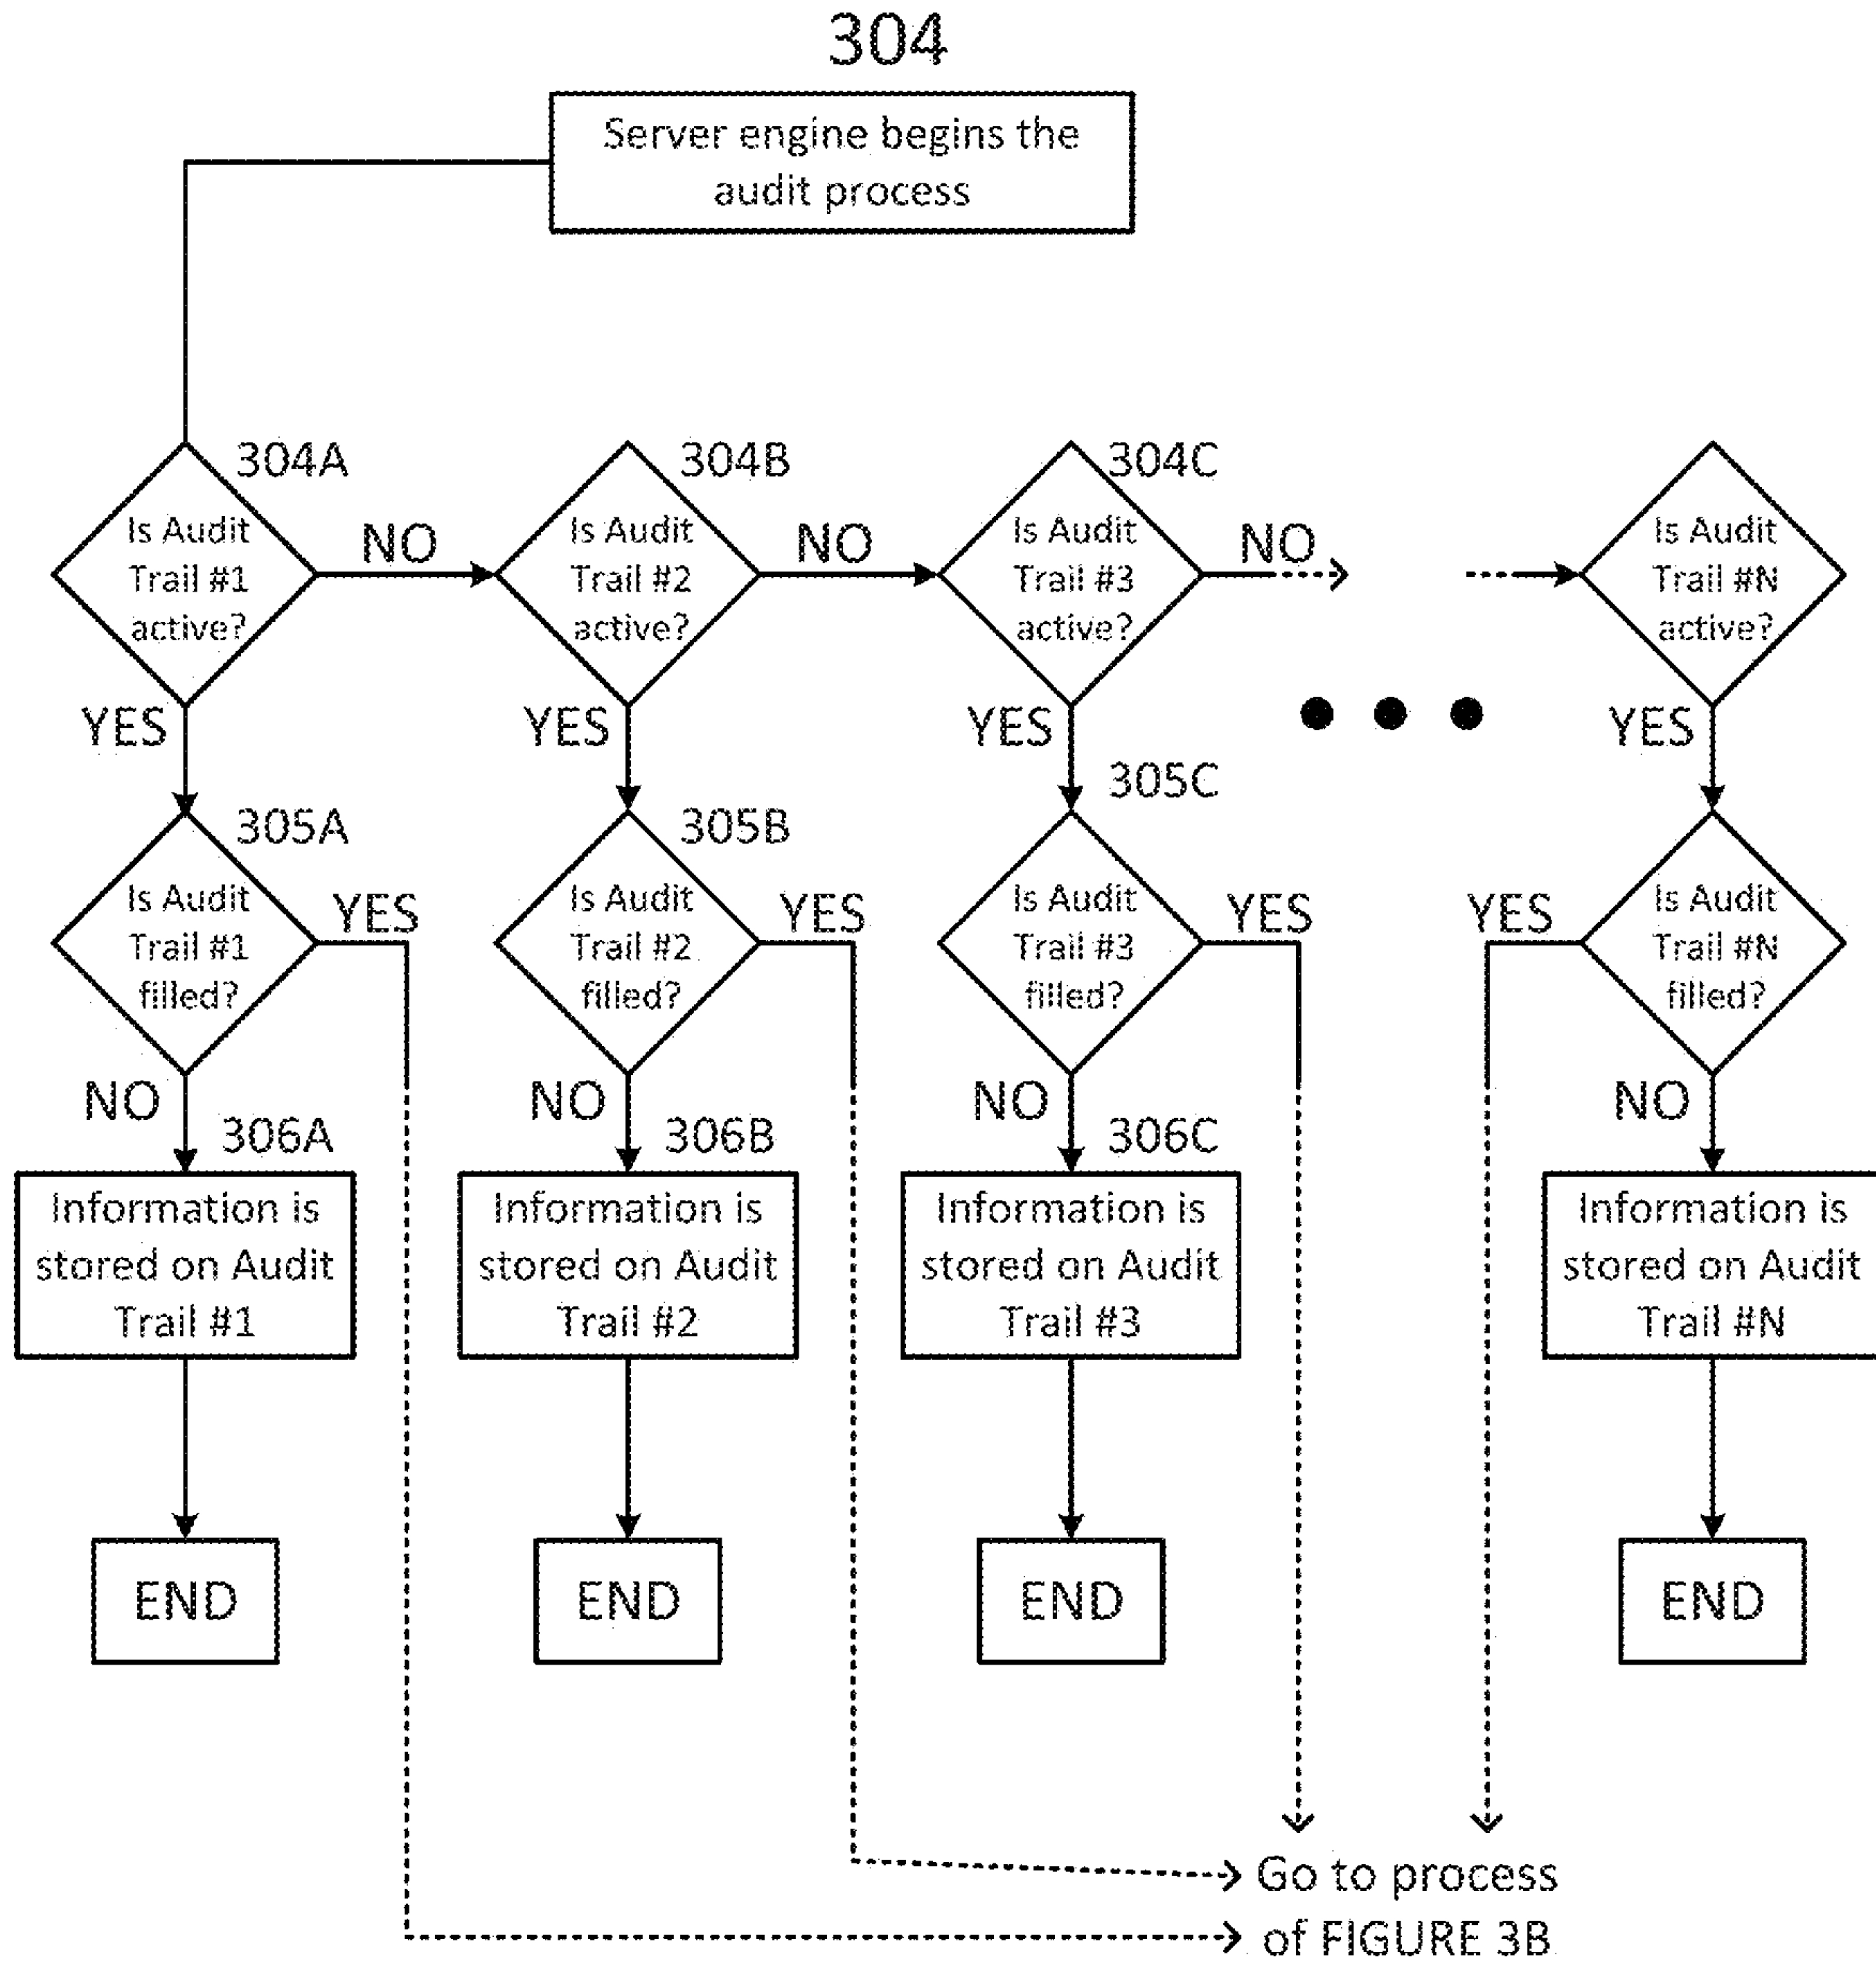 304
Server engine begins the
audit process
304A
304B
304C
Is Audit
Trail #1
active?
NO
Is Audit
Trail #2
active?
NO
Is Audit
Trail #3
active?
NO
Is Audit
Trail #N
active?
YES
YES
YES
YES
305A
305B
305C
Is Audit
Trail #1
filled?
YES
Is Audit
Trail #2
filled?
YES
Is Audit
Trail #3
filled?
YES
YES
Is Audit
Trail #N
filled?
NO
NO
NO
NO
306A
306B
306C
Information is
stored on Audit
Trail #1
Information is
stored on Audit
Trail #2
Information is
stored on Audit
Trail #3
Information is
stored on Audit
Trail #N
END
END
END
END
Go to process
of FIGURE 3B